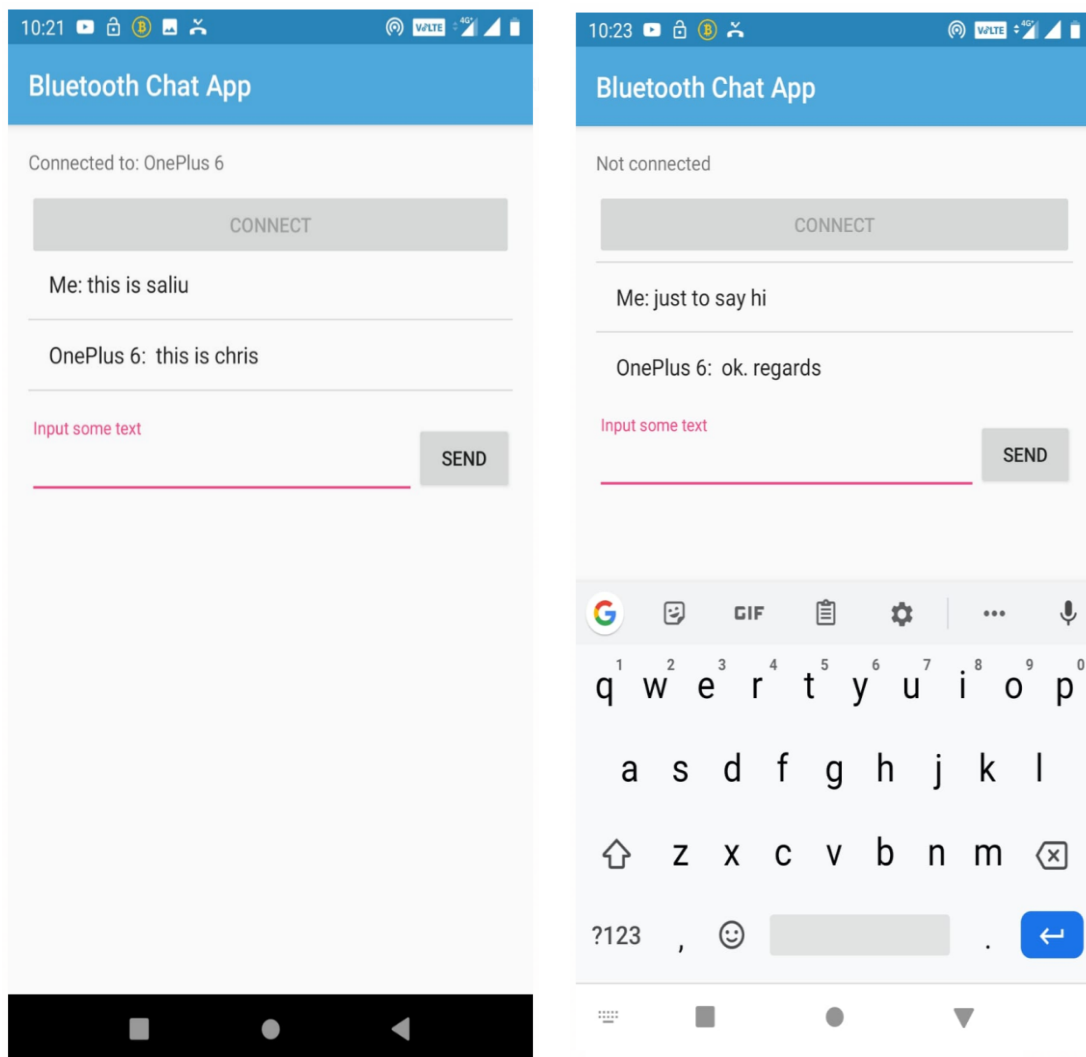 10:21
VoLTE 4G+
Bluetooth Chat App
Connected to: OnePlus 6
CONNECT
Me: this is saliu
OnePlus 6:  this is chris
Input some text
SEND
10:23
VoLTE 4G+
Bluetooth Chat App
Not connected
CONNECT
Me: just to say hi
OnePlus 6:  ok. regards
Input some text
SEND
G GIF
1 2 3 4 5 6 7 8 9 0
q w e r t y u i o p
a s d f g h j k l
z x c v b n m
?123 , .